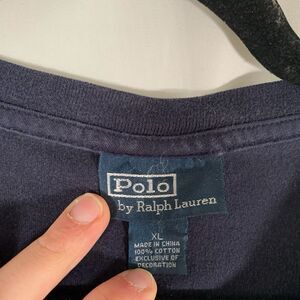 Polo
by Ralph Lauren
XL
MADE IN CHINA
100% COTTON
EXCLUSIVE OF
DECORATION